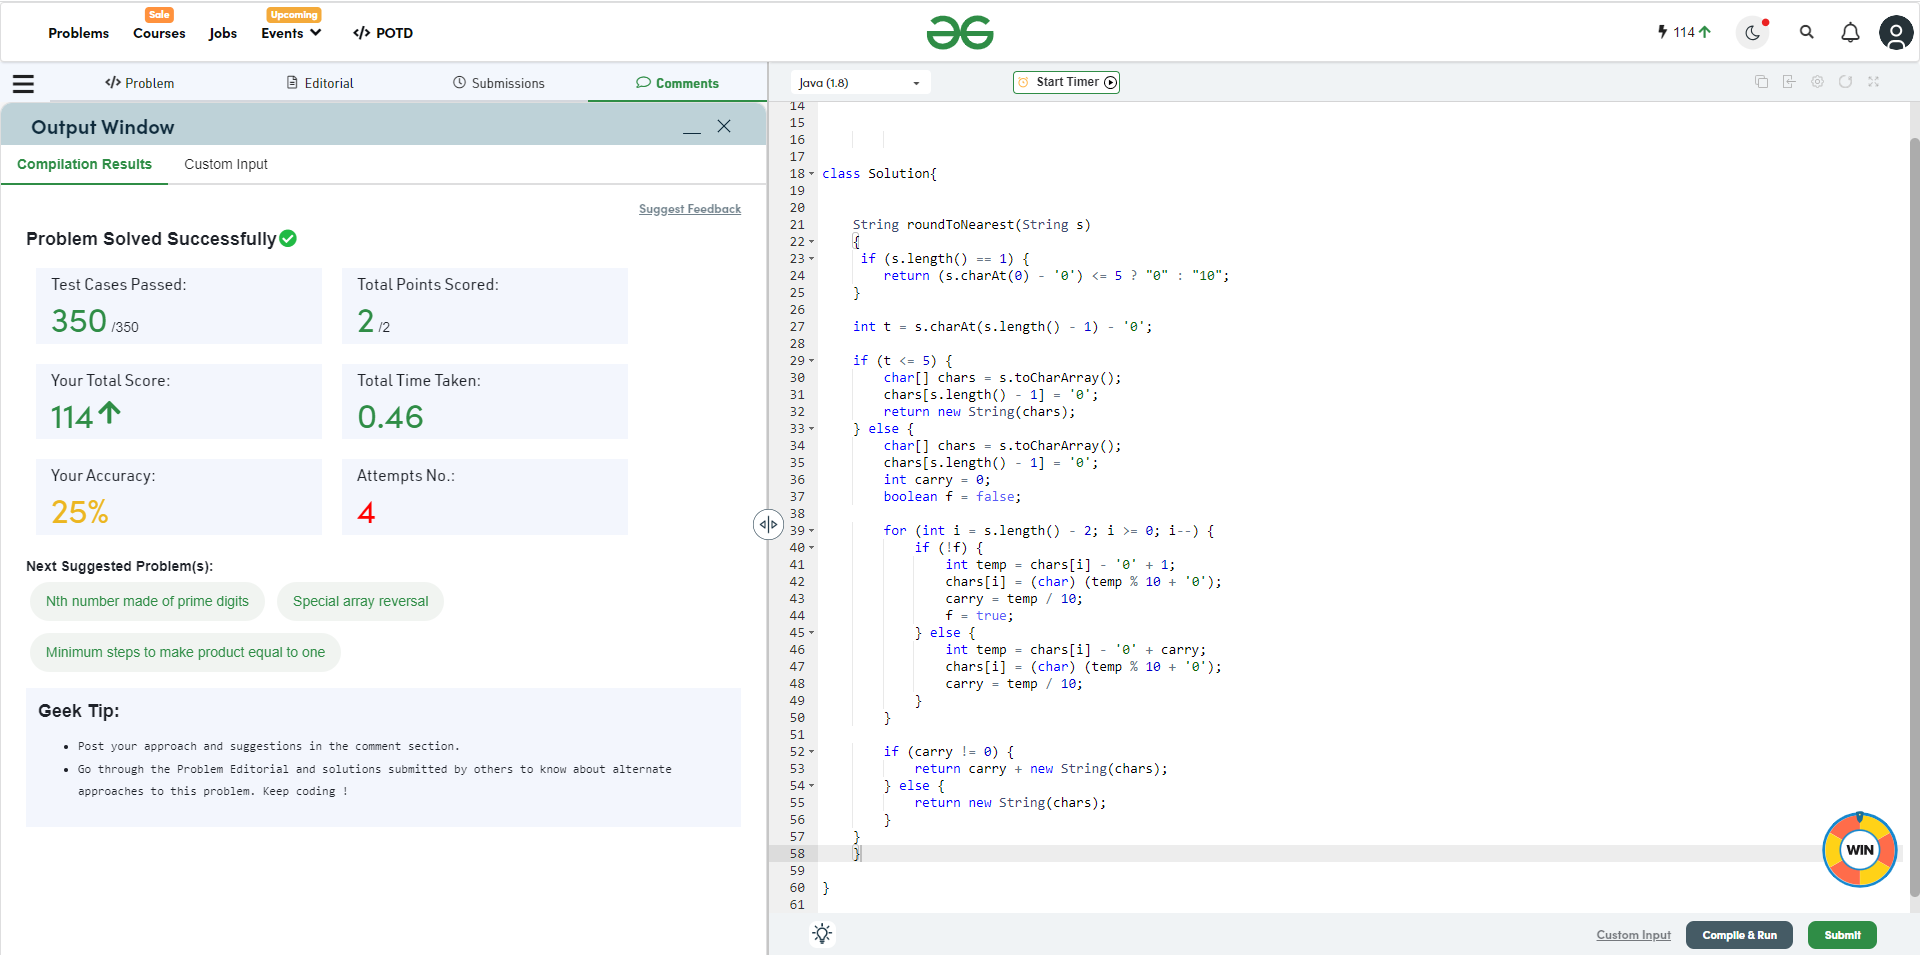 Sale
Upcoming
Problems Courses Jobs Events </> POTD
114
</> Problem Editorial Submissions Comments
Output Window
Compilation Results Custom Input
Suggest Feedback
Problem Solved Successfully
Test Cases Passed:
350 /350
Total Points Scored:
2 /2
Your Total Score:
114
Total Time Taken:
0.46
Your Accuracy:
25%
Attempts No.:
4
Next Suggested Problem(s):
Nth number made of prime digits
Special array reversal
Minimum steps to make product equal to one
Geek Tip:
• Post your approach and suggestions in the comment section.
• Go through the Problem Editorial and solutions submitted by others to know about alternate
approaches to this problem. Keep coding !
Java (1.8) Start Timer
14
15
16
17
18 class Solution{
19
20
21 String roundToNearest(String s)
22 {
23 if (s.length() == 1) {
24 return (s.charAt(0) - '0') <= 5 ? "0" : "10";
25 }
26
27 int t = s.charAt(s.length() - 1) - '0';
28
29 if (t <= 5) {
30 char[] chars = s.toCharArray();
31 chars[s.length() - 1] = '0';
32 return new String(chars);
33 } else {
34 char[] chars = s.toCharArray();
35 chars[s.length() - 1] = '0';
36 int carry = 0;
37 boolean f = false;
38
39 for (int i = s.length() - 2; i >= 0; i--) {
40 if (!f) {
41 int temp = chars[i] - '0' + 1;
42 chars[i] = (char) (temp % 10 + '0');
43 carry = temp / 10;
44 f = true;
45 } else {
46 int temp = chars[i] - '0' + carry;
47 chars[i] = (char) (temp % 10 + '0');
48 carry = temp / 10;
49 }
50 }
51
52 if (carry != 0) {
53 return carry + new String(chars);
54 } else {
55 return new String(chars);
56 }
57 }
58 }
59
60 }
61
WIN
Custom Input Compile & Run Submit